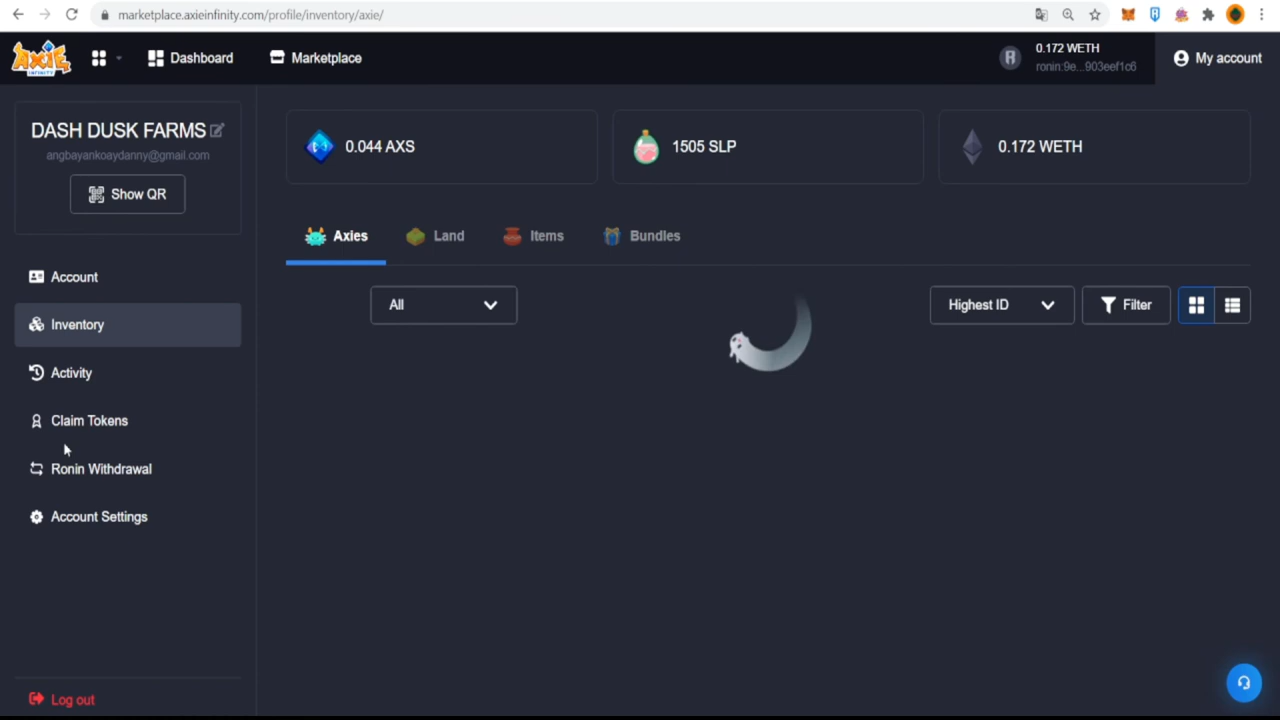 marketplace.axieinfinity.com/profile/inventory/axie/
AXIE
INFINITY
Dashboard
Marketplace
0.172 WETH
ronin:9e...903eef1c6
My account
DASH DUSK FARMS
angbayankoaydanny@gmail.com
Show QR
0.044 AXS
1505 SLP
0.172 WETH
Axies
Land
Items
Bundles
All
Highest ID
Filter
Account
Inventory
Activity
Claim Tokens
Ronin Withdrawal
Account Settings
Log out